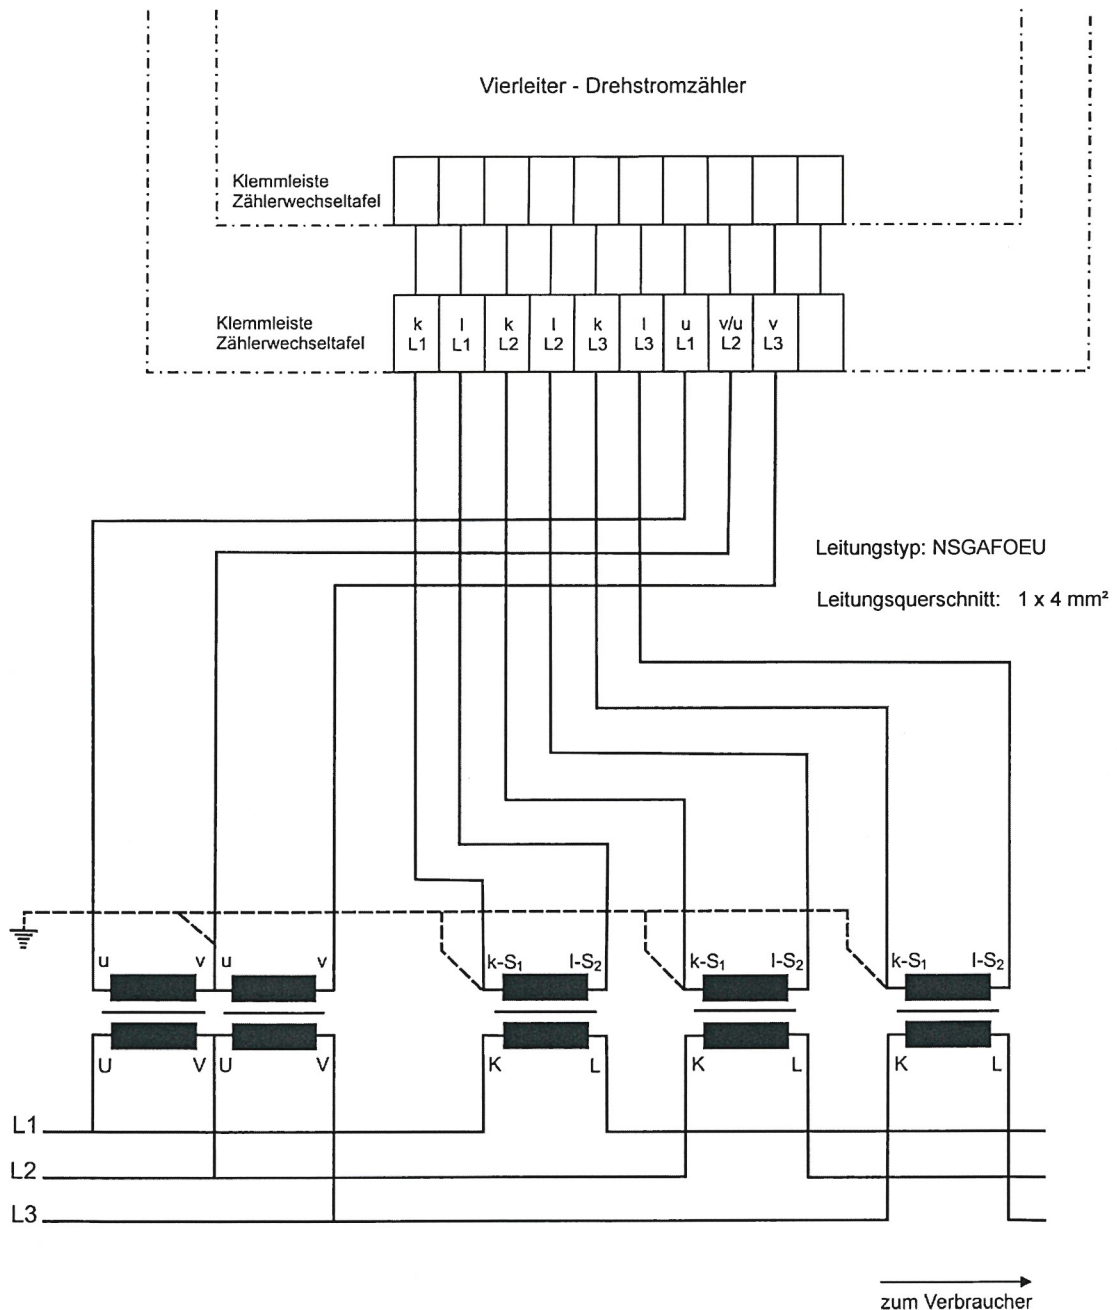 Vierleiter - Drehstromzähler
Klemmleiste
Zählerwechseltafel
Klemmleiste
Zählerwechseltafel
k l k l k l u v/u v
L1 L1 L2 L2 L3 L3 L1 L2 L3
Leitungstyp: NSGAFOEU
Leitungsquerschnitt: 1 x 4 mm²
u v u v k-S₁ l-S₂ k-S₁ l-S₂ k-S₁ l-S₂
U V U V K L K L K L
L1
L2
L3
zum Verbraucher